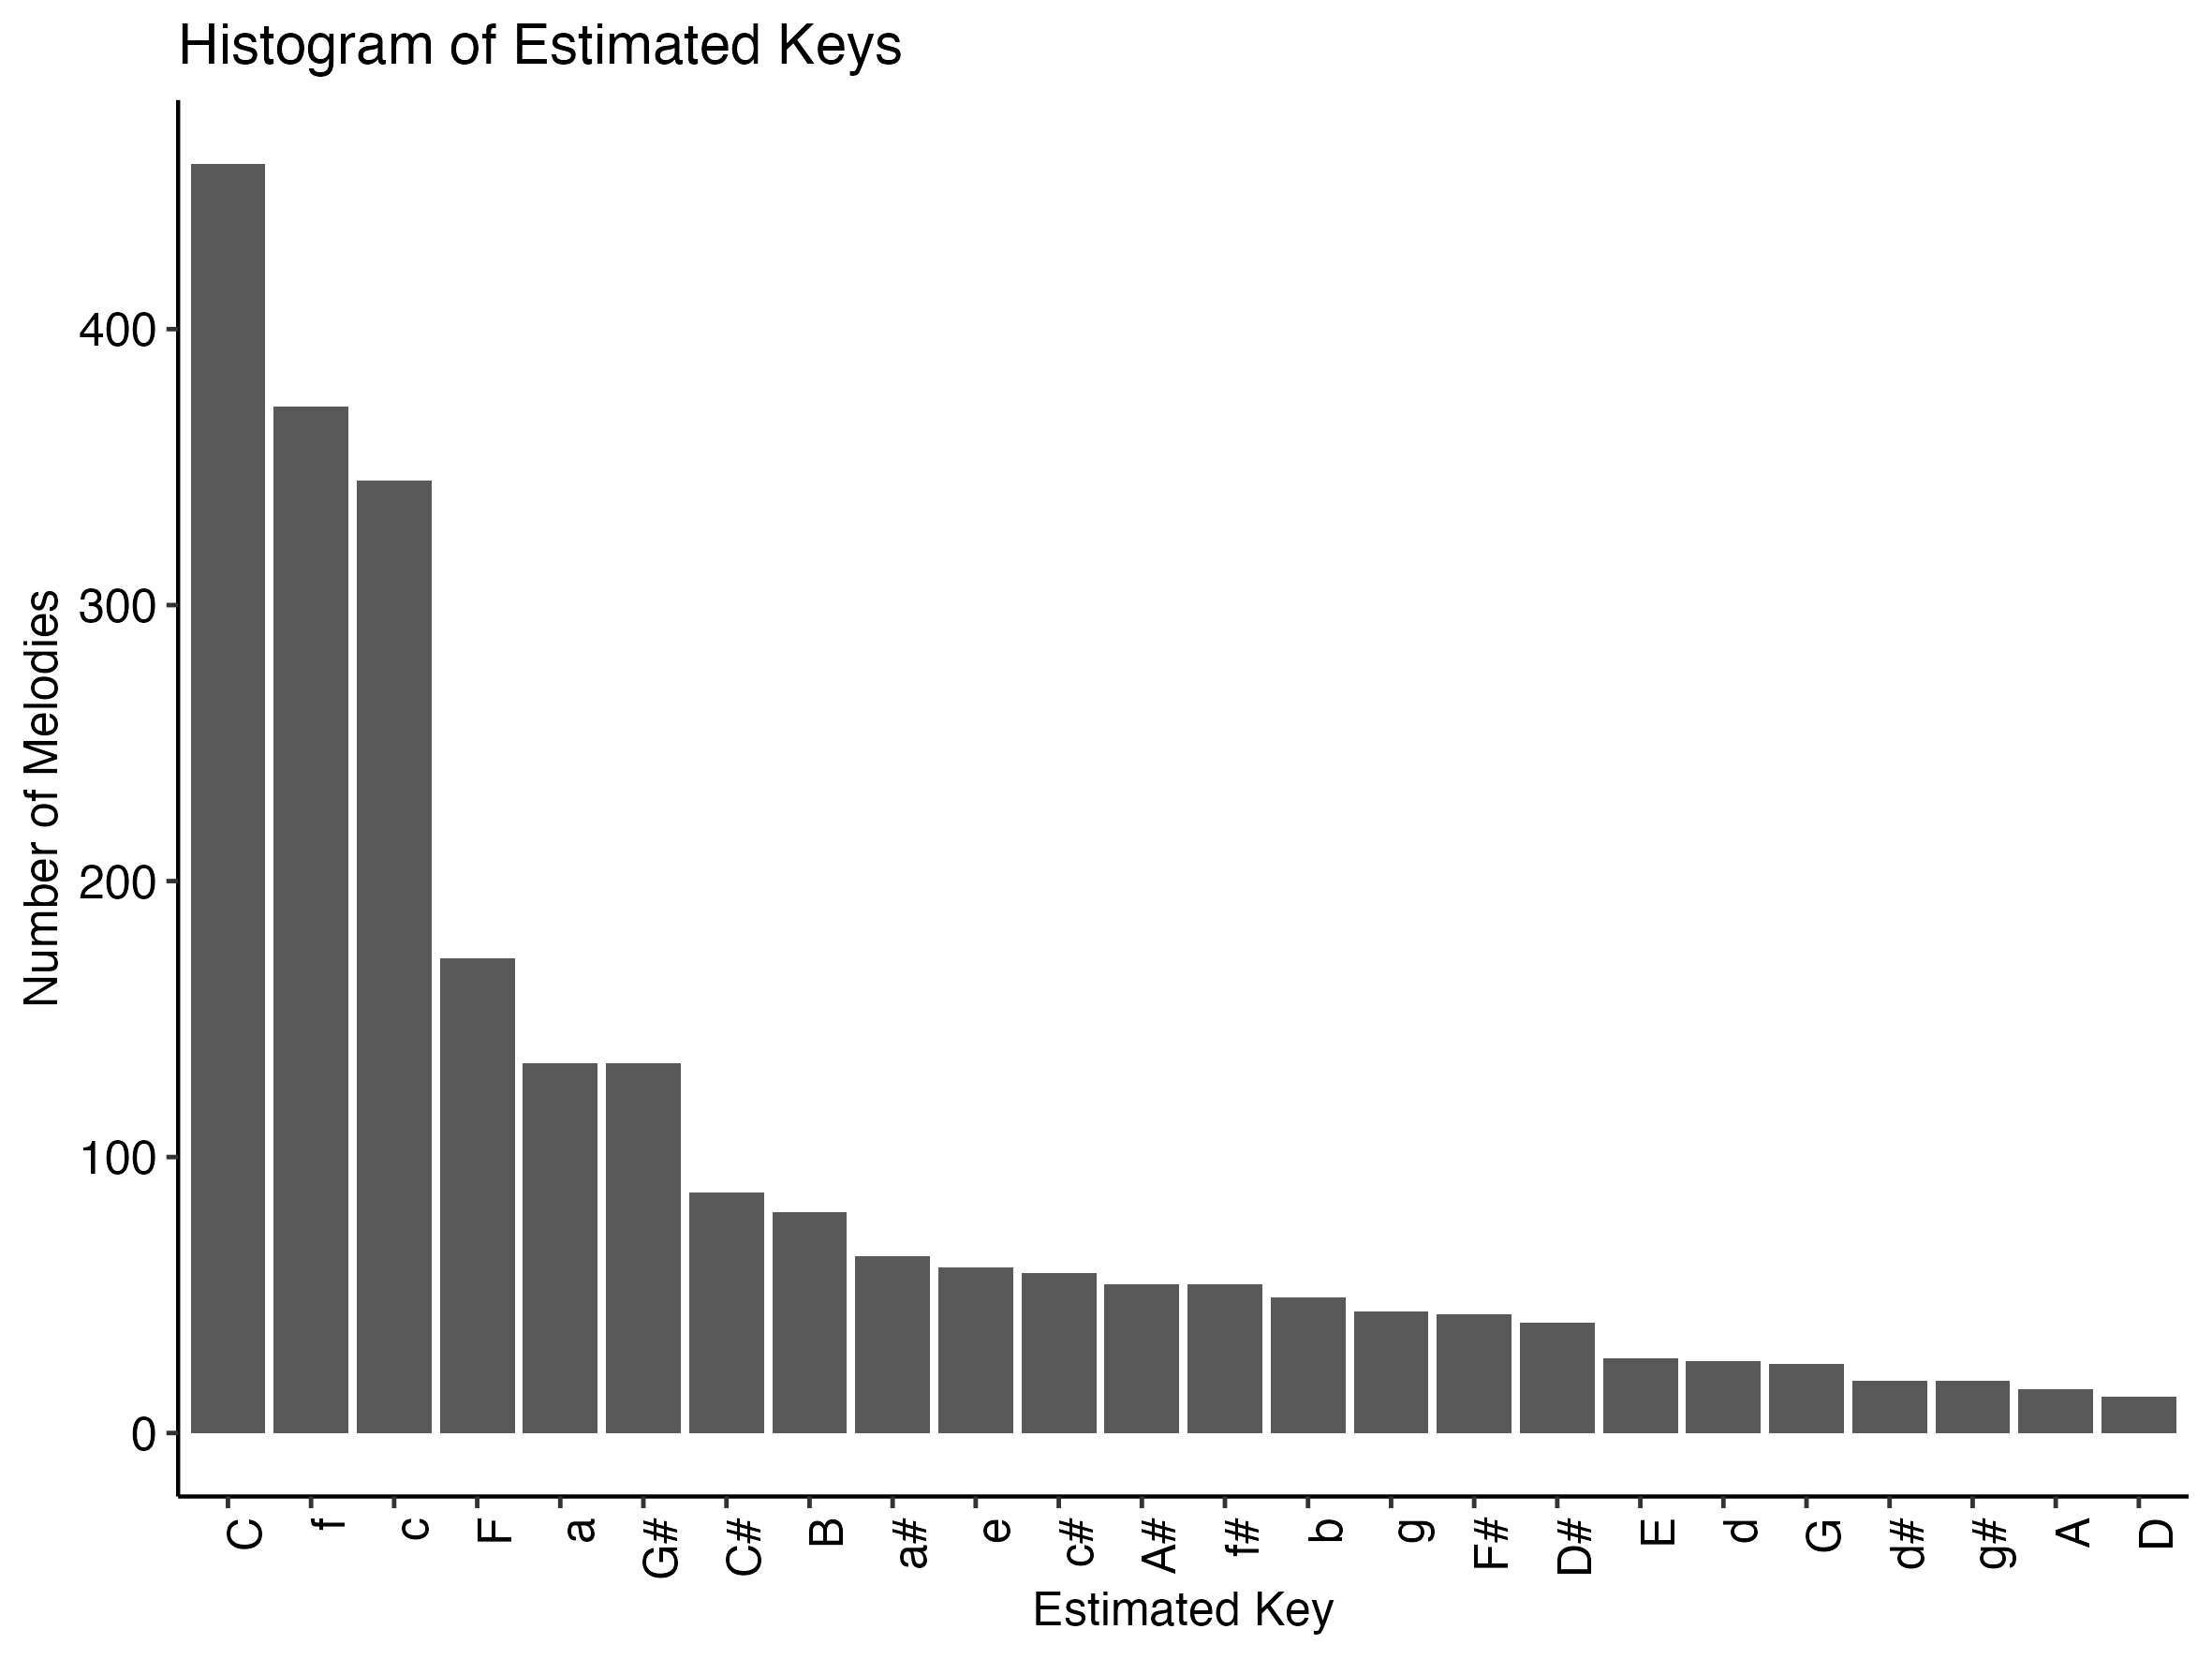 Histogram of Estimated Keys
Number of Melodies
400
300
200
100
0
C f c F a G# C# B a# e c# A# f# b g F# D# E d G d# g# A D
Estimated Key